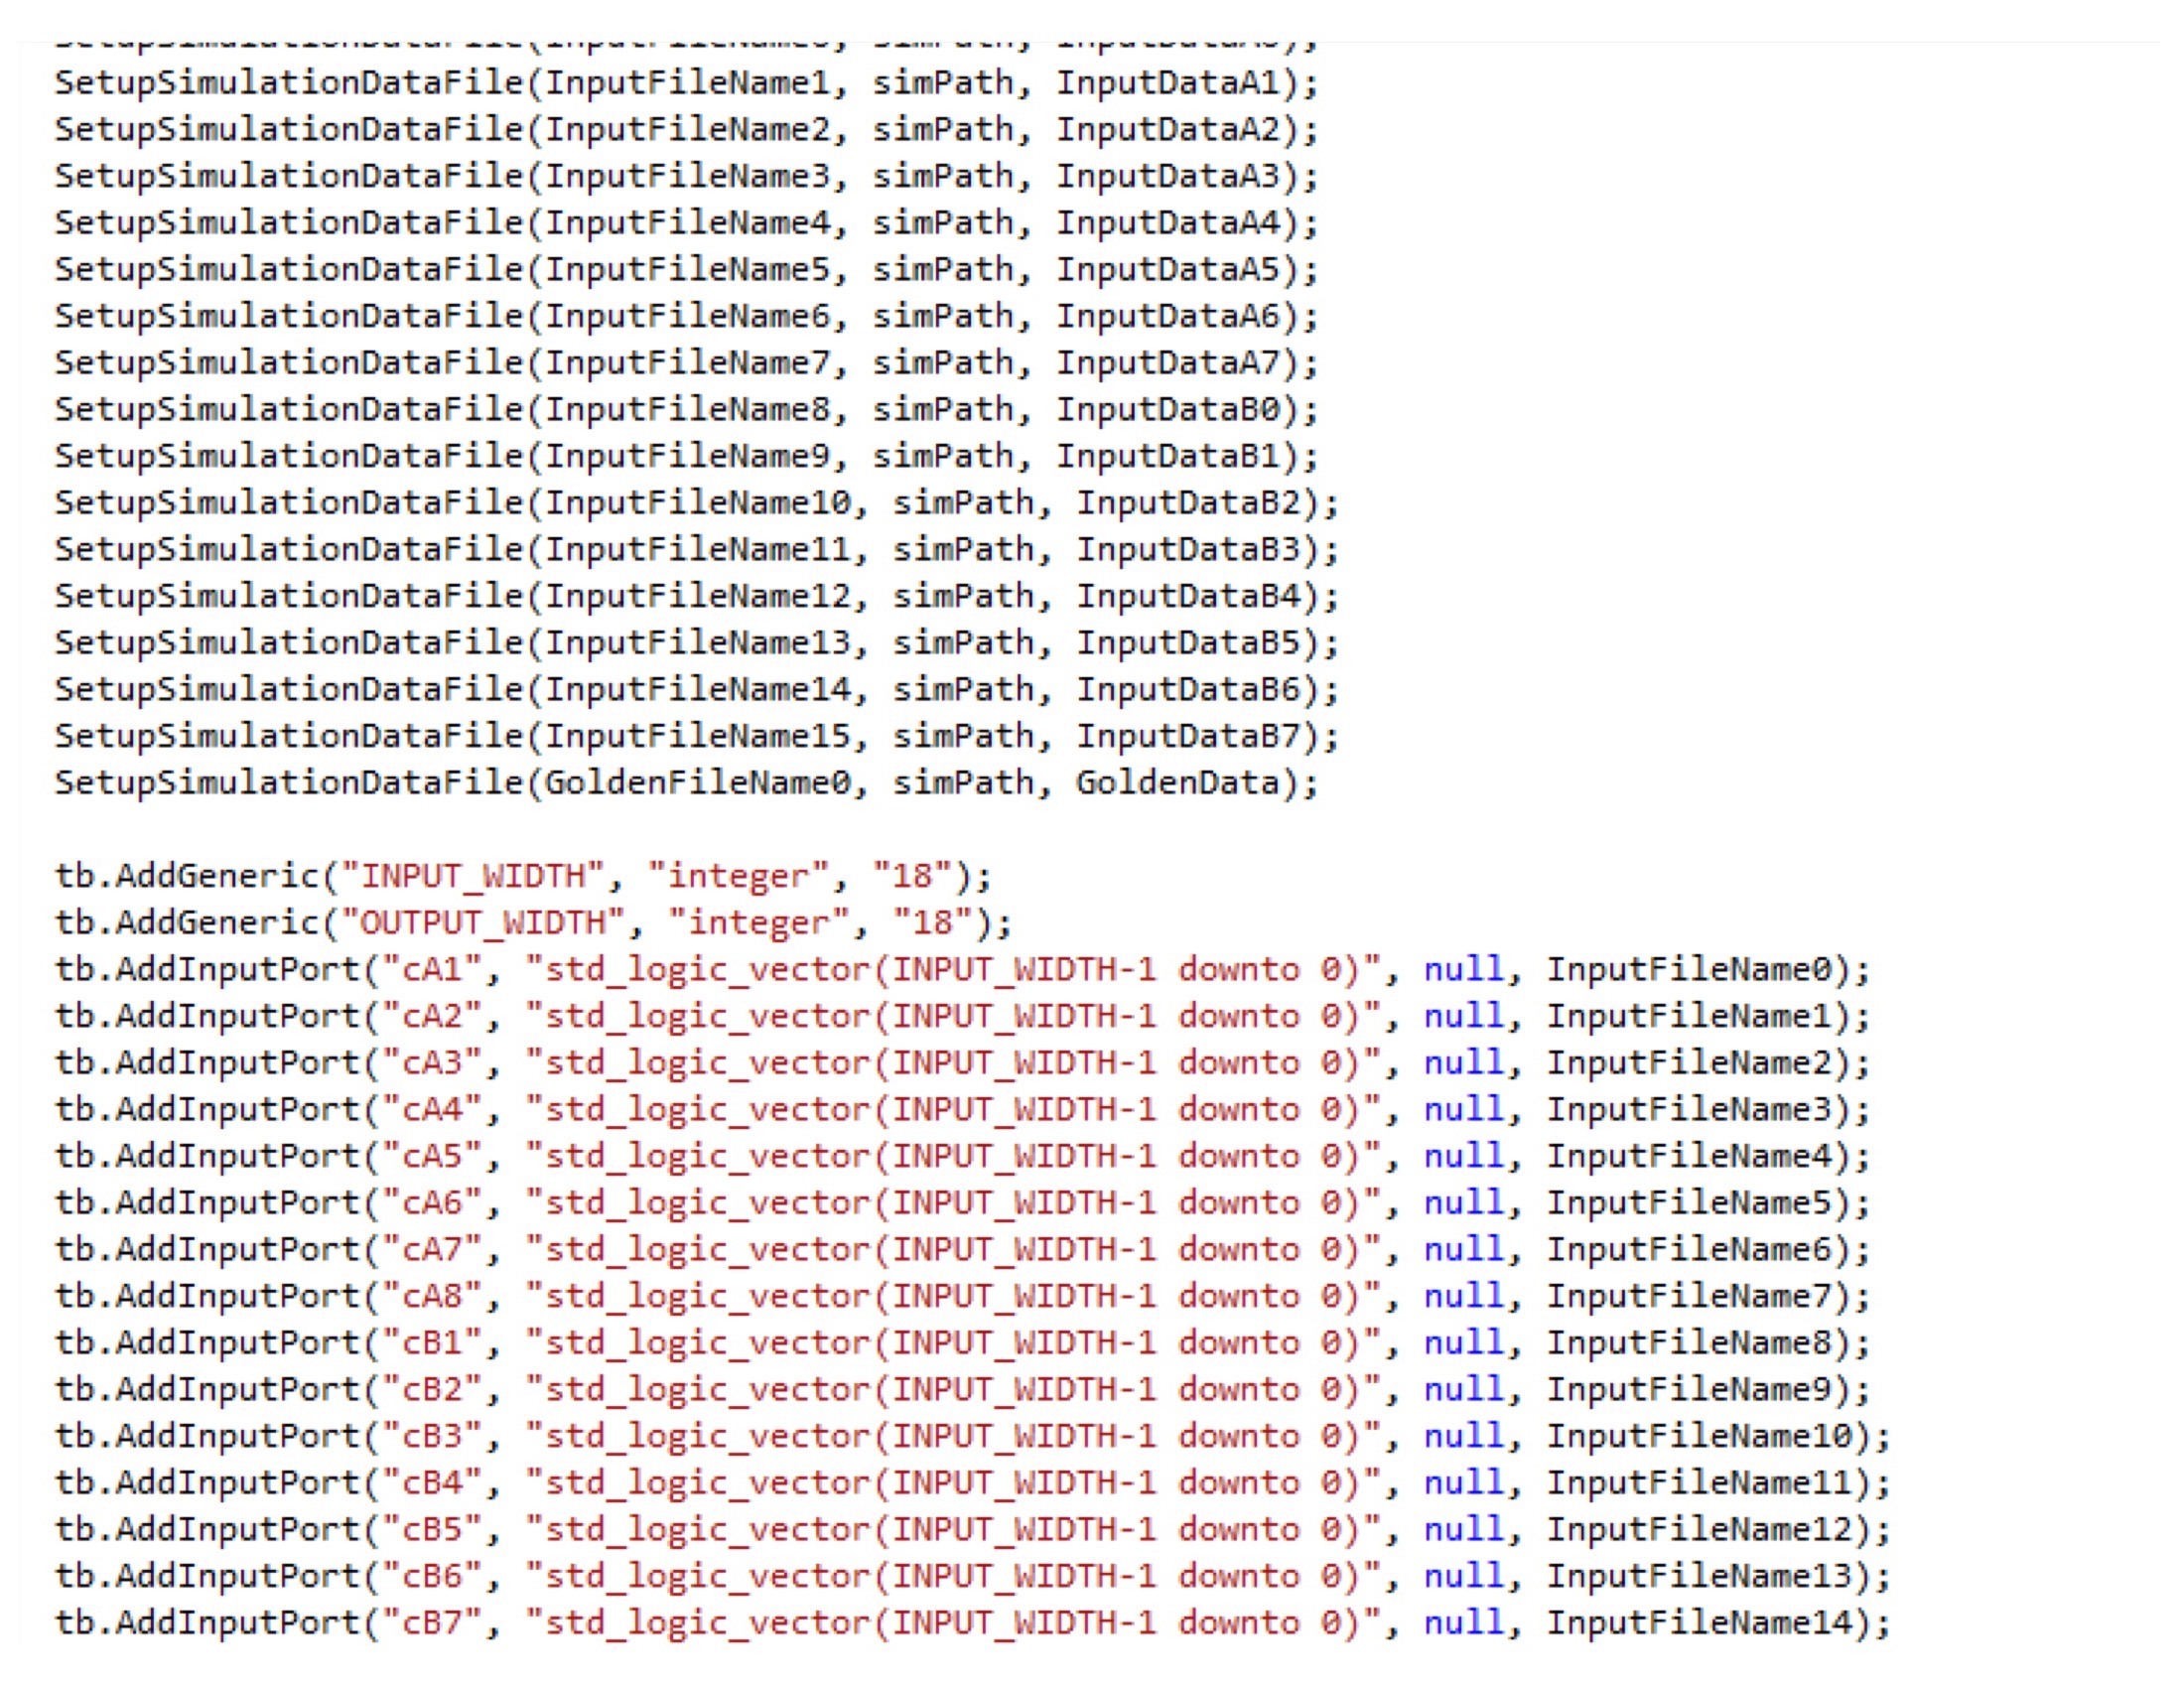 SetupSimulationDataFile(InputFileName1, simPath, InputDataA1);
SetupSimulationDataFile(InputFileName2, simPath, InputDataA2);
SetupSimulationDataFile(InputFileName3, simPath, InputDataA3);
SetupSimulationDataFile(InputFileName4, simPath, InputDataA4);
SetupSimulationDataFile(InputFileName5, simPath, InputDataA5);
SetupSimulationDataFile(InputFileName6, simPath, InputDataA6);
SetupSimulationDataFile(InputFileName7, simPath, InputDataA7);
SetupSimulationDataFile(InputFileName8, simPath, InputDataB0);
SetupSimulationDataFile(InputFileName9, simPath, InputDataB1);
SetupSimulationDataFile(InputFileName10, simPath, InputDataB2);
SetupSimulationDataFile(InputFileName11, simPath, InputDataB3);
SetupSimulationDataFile(InputFileName12, simPath, InputDataB4);
SetupSimulationDataFile(InputFileName13, simPath, InputDataB5);
SetupSimulationDataFile(InputFileName14, simPath, InputDataB6);
SetupSimulationDataFile(InputFileName15, simPath, InputDataB7);
SetupSimulationDataFile(GoldenFileName0, simPath, GoldenData);
tb.AddGeneric("INPUT_WIDTH", "integer", "18");
tb.AddGeneric("OUTPUT_WIDTH", "integer", "18");
tb.AddInputPort("cA1", "std_logic_vector(INPUT_WIDTH-1 downto 0)", null, InputFileName0);
tb.AddInputPort("cA2", "std_logic_vector(INPUT_WIDTH-1 downto 0)", null, InputFileName1);
tb.AddInputPort("cA3", "std_logic_vector(INPUT_WIDTH-1 downto 0)", null, InputFileName2);
tb.AddInputPort("cA4", "std_logic_vector(INPUT_WIDTH-1 downto 0)", null, InputFileName3);
tb.AddInputPort("cA5", "std_logic_vector(INPUT_WIDTH-1 downto 0)", null, InputFileName4);
tb.AddInputPort("cA6", "std_logic_vector(INPUT_WIDTH-1 downto 0)", null, InputFileName5);
tb.AddInputPort("cA7", "std_logic_vector(INPUT_WIDTH-1 downto 0)", null, InputFileName6);
tb.AddInputPort("cA8", "std_logic_vector(INPUT_WIDTH-1 downto 0)", null, InputFileName7);
tb.AddInputPort("cB1", "std_logic_vector(INPUT_WIDTH-1 downto 0)", null, InputFileName8);
tb.AddInputPort("cB2", "std_logic_vector(INPUT_WIDTH-1 downto 0)", null, InputFileName9);
tb.AddInputPort("cB3", "std_logic_vector(INPUT_WIDTH-1 downto 0)", null, InputFileName10);
tb.AddInputPort("cB4", "std_logic_vector(INPUT_WIDTH-1 downto 0)", null, InputFileName11);
tb.AddInputPort("cB5", "std_logic_vector(INPUT_WIDTH-1 downto 0)", null, InputFileName12);
tb.AddInputPort("cB6", "std_logic_vector(INPUT_WIDTH-1 downto 0)", null, InputFileName13);
tb.AddInputPort("cB7", "std_logic_vector(INPUT_WIDTH-1 downto 0)", null, InputFileName14);